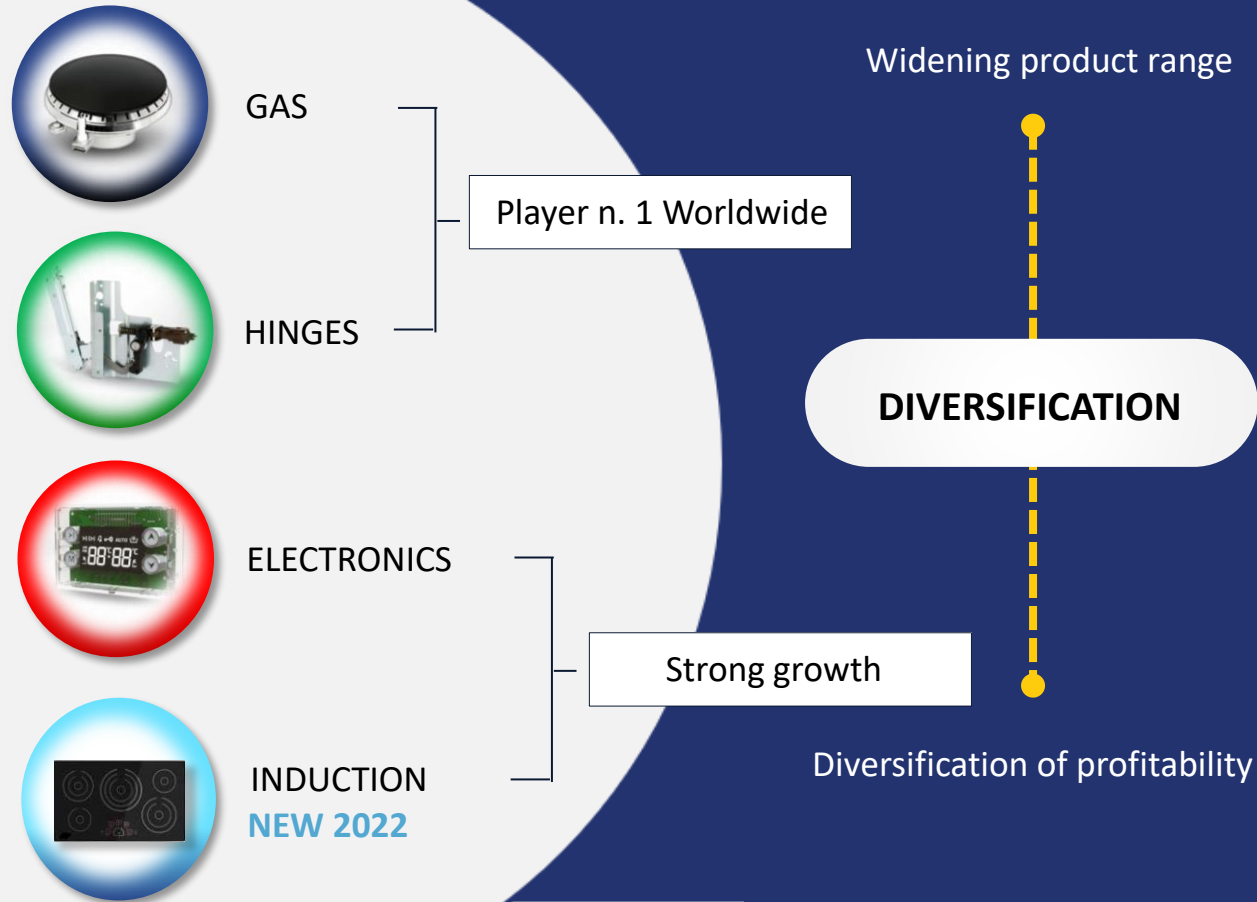 GAS
Player n. 1 Worldwide
HINGES
ELECTRONICS
Strong growth
INDUCTION
NEW 2022
Widening product range
DIVERSIFICATION
Diversification of profitability